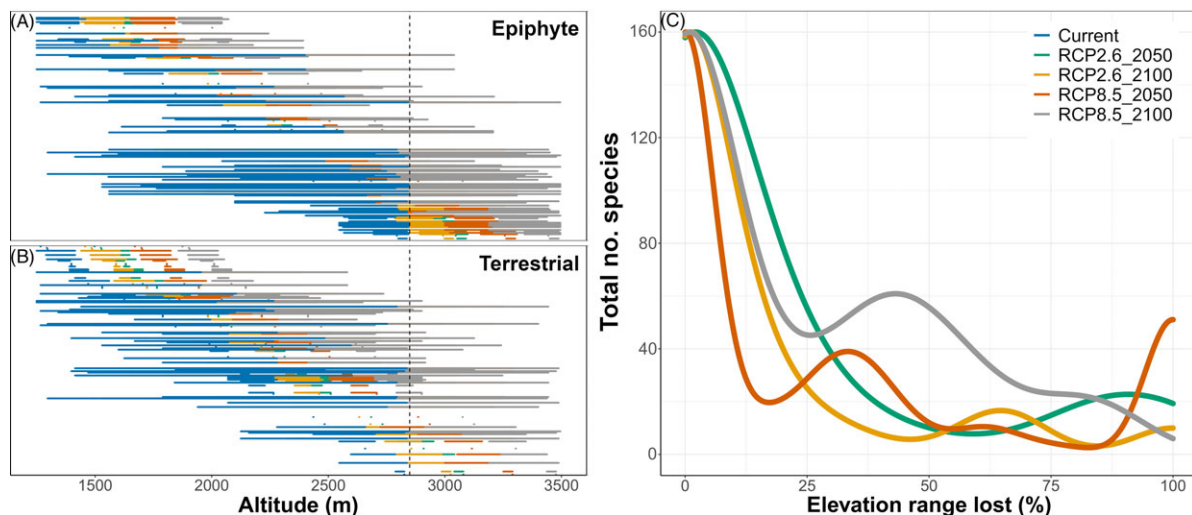 (A)
Epiphyte
(B)
Terrestrial
1500
2000
2500
3000
3500
Altitude (m)
(C)
Total no. species
160
120
80
40
0
Current
RCP2.6_2050
RCP2.6_2100
RCP8.5_2050
RCP8.5_2100
0
25
50
75
100
Elevation range lost (%)